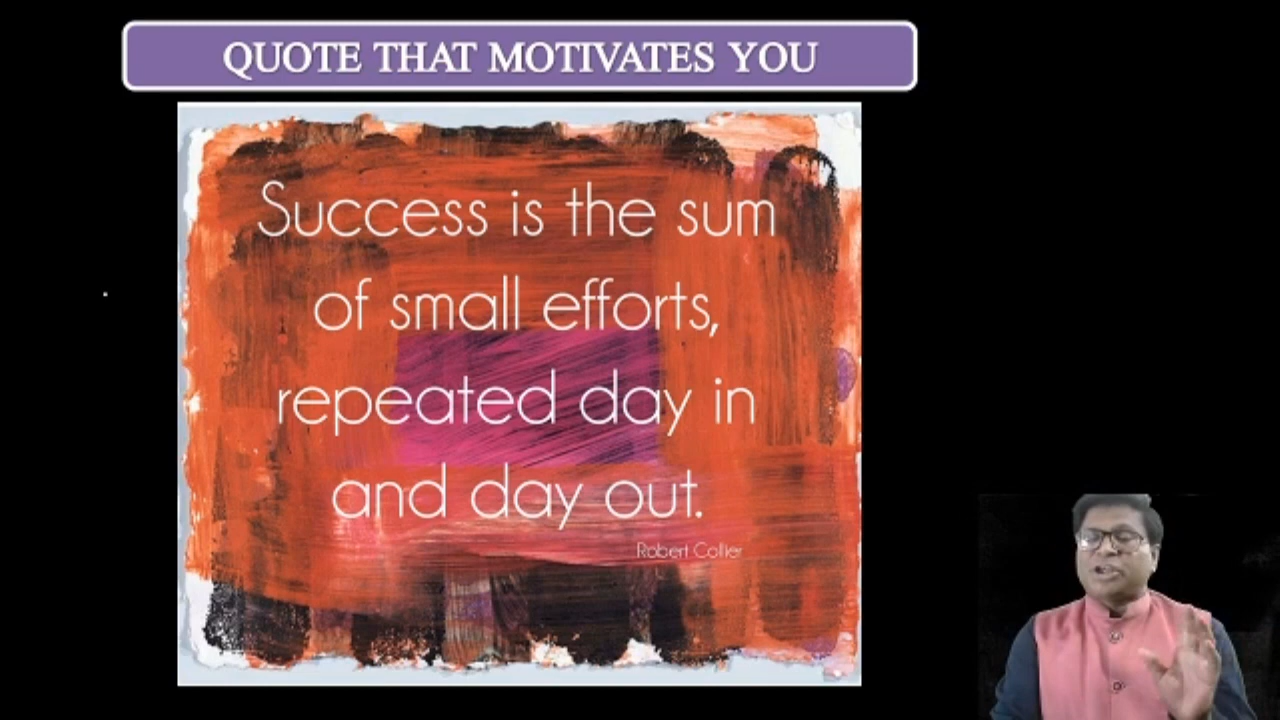 QUOTE THAT MOTIVATES YOU
Success is the sum
of small efforts,
repeated day in
and day out.
Robert Collier